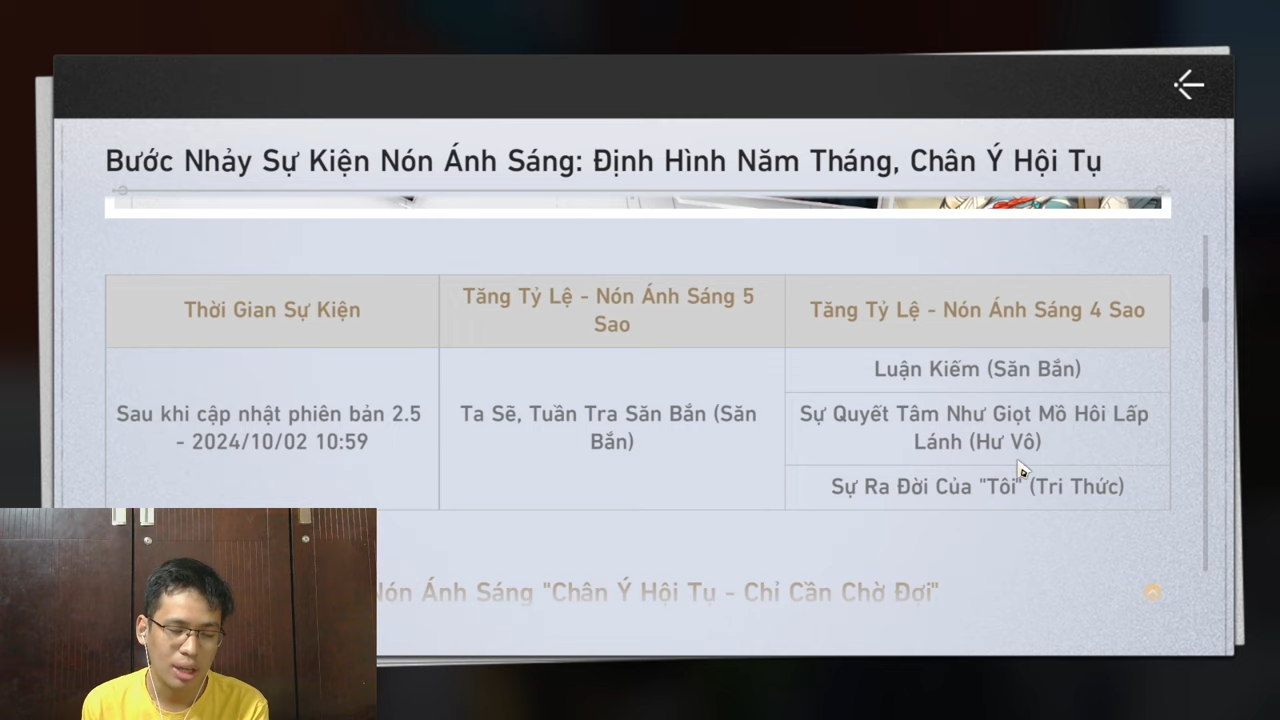 Bước Nhảy Sự Kiện Nón Ánh Sáng: Định Hình Năm Tháng, Chân Ý Hội Tụ
Thời Gian Sự Kiện
Tăng Tỷ Lệ - Nón Ánh Sáng 5
Sao
Tăng Tỷ Lệ - Nón Ánh Sáng 4 Sao
Sau khi cập nhật phiên bản 2.5
- 2024/10/02 10:59
Ta Sẽ, Tuần Tra Săn Bắn (Săn
Bắn)
Luận Kiếm (Săn Bắn)
Sự Quyết Tâm Như Giọt Mồ Hôi Lấp
Lánh (Hư Vô)
Sự Ra Đời Của "Tôi" (Tri Thức)
Nón Ánh Sáng "Chân Ý Hội Tụ - Chỉ Cần Chờ Đợi"